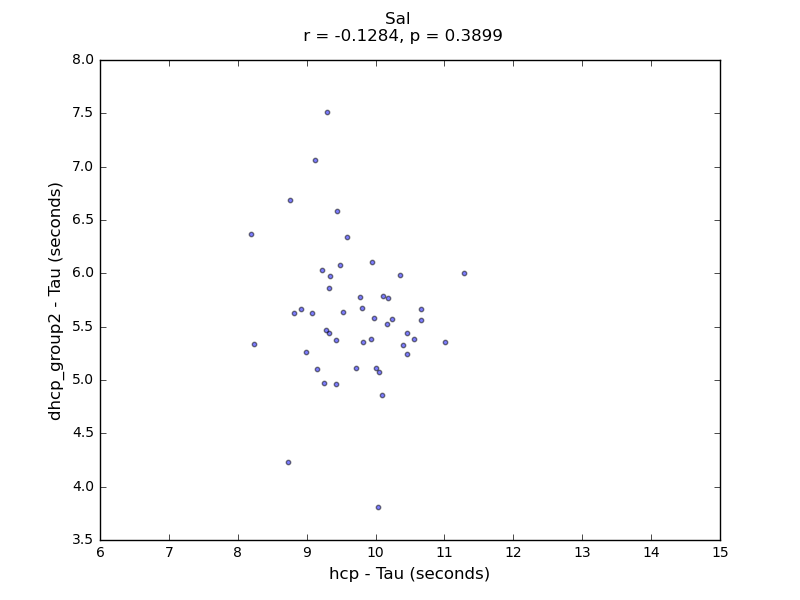 Sal
r = -0.1284, p = 0.3899
8.0
7.5
7.0
6.5
6.0
5.5
5.0
4.5
4.0
3.5
dhcp_group2 - Tau (seconds)
6 7 8 9 10 11 12 13 14 15
hcp - Tau (seconds)